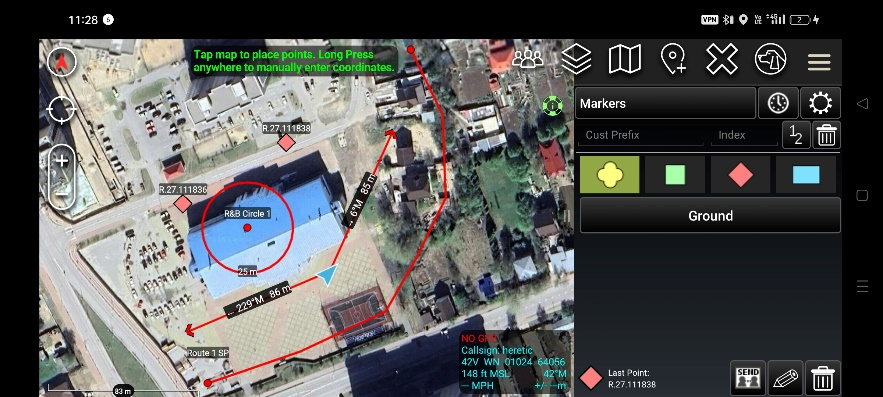 11:28
VPN
2
Tap map to place points. Long Press
anywhere to manually enter coordinates.
Markers
Cust Prefix
Index
1
2
R.27.111838
R.27.111836
R&B Circle 1
25 m
229°M 86 m
6°M 85 m
Ground
Route 1 SP
83 m
Callsign: heretic
42V WN 01024 64056
148 ft MSL 42°M
-- MPH +/- --m
Last Point:
R.27.111838
SEND